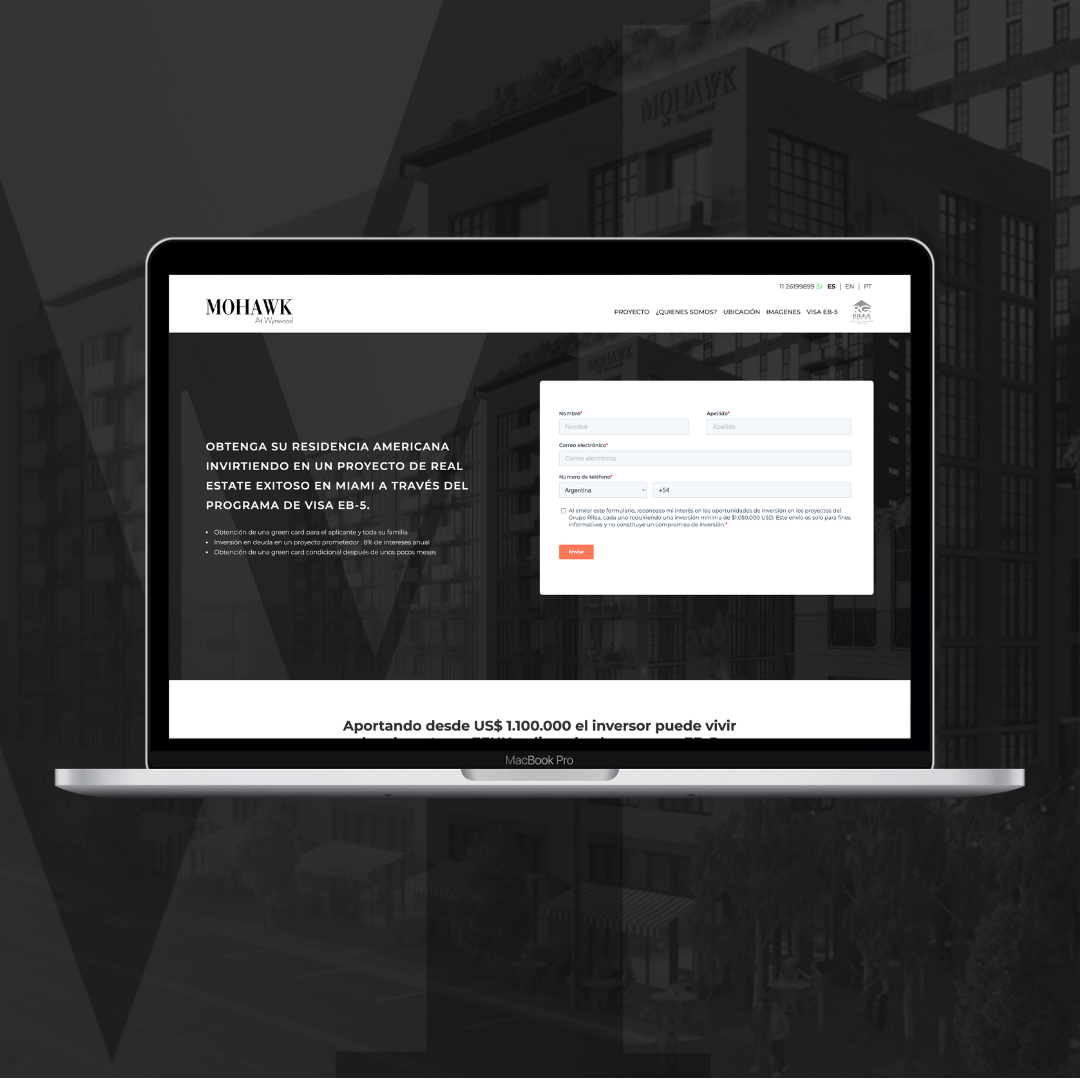 MOHAWK
at Wynwood
11 26199899 ES | EN | PT
MOHAWK
At Wynwood
PROYECTO ¿QUIENES SOMOS? UBICACIÓN IMAGENES VISA EB-5
RG
MOHAWK
OBTENGA SU RESIDENCIA AMERICANA
INVIRTIENDO EN UN PROYECTO DE REAL
ESTATE EXITOSO EN MIAMI A TRAVÉS DEL
PROGRAMA DE VISA EB-5.
• Obtención de una green card para el aplicante y toda su familia
• Inversión en deuda en un proyecto prometedor : 8% de intereses anual
• Obtención de una green card condicional después de unos pocos meses
Nombre* Apellido*
Nombre Apellido
Correo electrónico*
Correo electrónico
Número de teléfono*
Argentina +54
Al enviar este formulario, reconozco mi interés en las oportunidades de inversión en los proyectos del
Grupo Rillea, cada uno requiriendo una inversión mínima de $1,050,000 USD. Este envío es solo para fines
informativos y no constituye un compromiso de inversión.*
Enviar
Aportando desde US$ 1.100.000 el inversor puede vivir
MacBook Pro